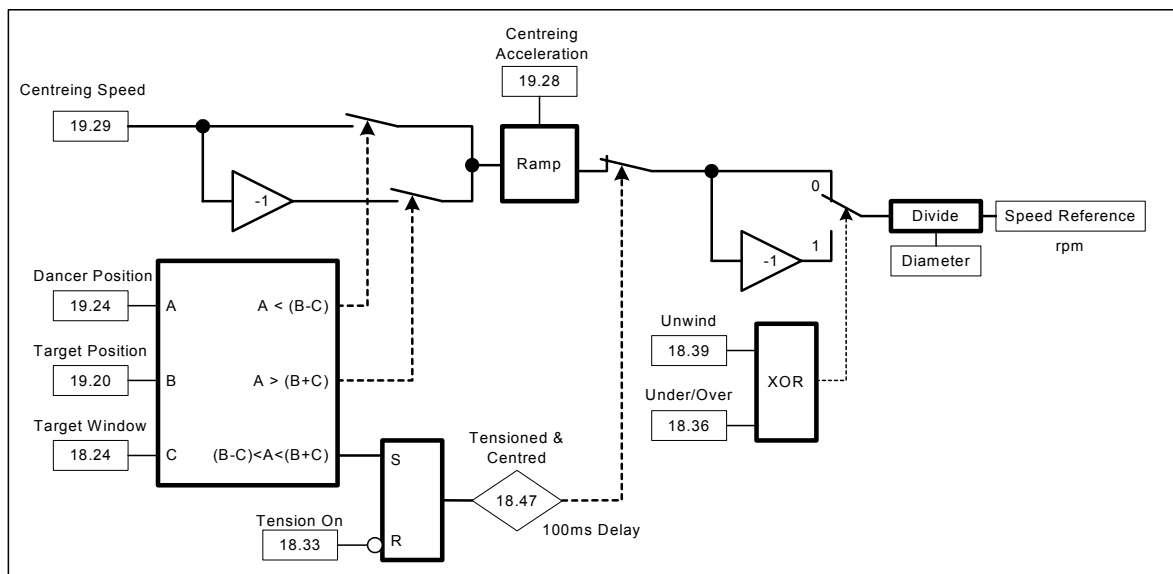 Centreing
Acceleration
19.28
Centreing Speed
19.29
Ramp
-1
0
1
-1
Divide
Speed Reference
rpm
Diameter
Dancer Position
19.24
A
A < (B-C)
Target Position
19.20
B
A > (B+C)
Target Window
18.24
C
(B-C)<A<(B+C)
Unwind
18.39
XOR
Under/Over
18.36
S
R
Tensioned &
Centred
18.47
100ms Delay
Tension On
18.33